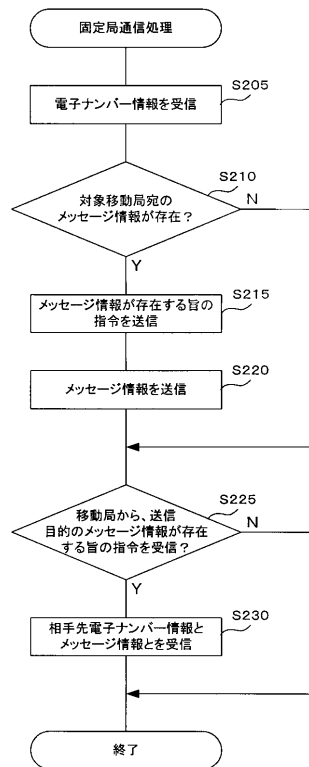 固定局通信処理
S205
電子ナンバー情報を受信
S210
対象移動局宛の
メッセージ情報が存在？
N
Y
S215
メッセージ情報が存在する旨の
指令を送信
S220
メッセージ情報を送信
S225
移動局から、送信
目的のメッセージ情報が存在
する旨の指令を受信？
N
Y
S230
相手先電子ナンバー情報と
メッセージ情報とを受信
終了